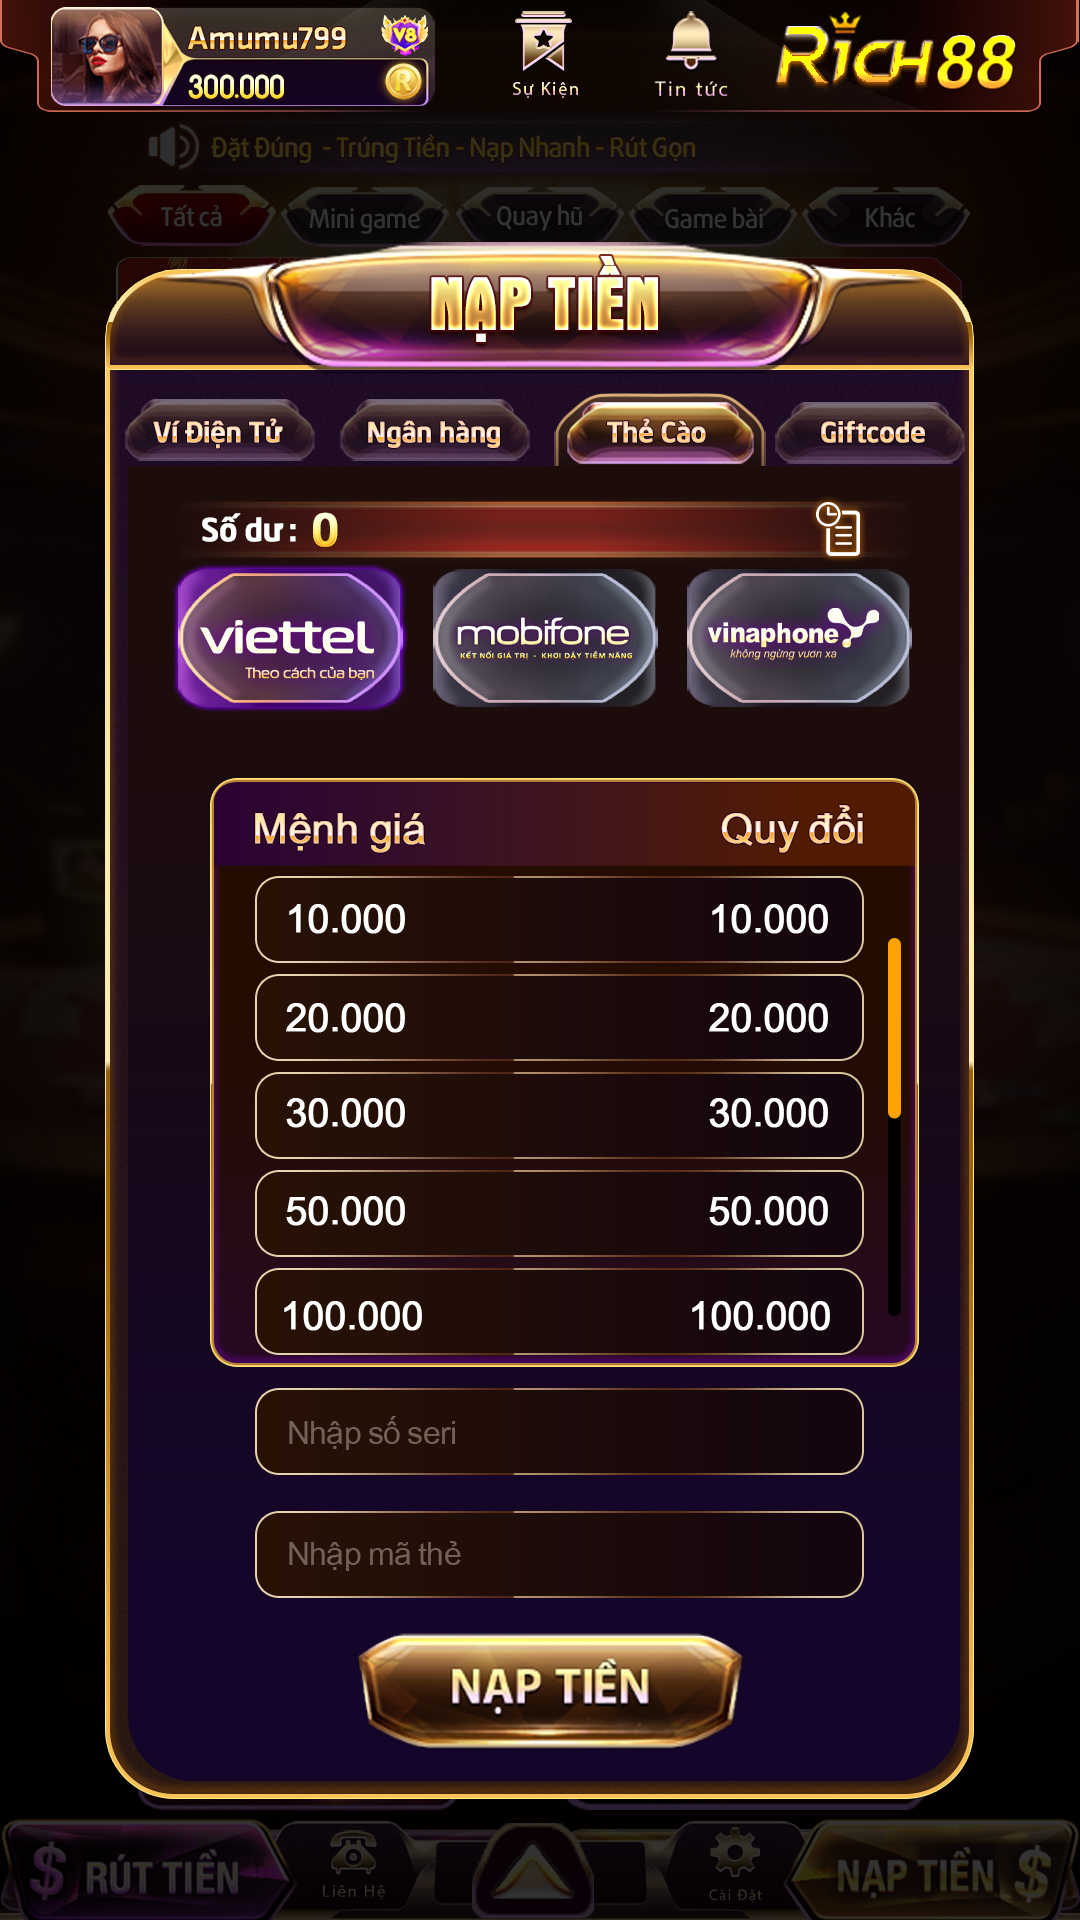 Amumu799
V8
300.000
R
Sự Kiện
Tin tức
RICH88
Đặt Đúng - Trúng Tiền - Nạp Nhanh - Rút Gọn
Tất cả
Mini game
Quay hũ
Game bài
Khác
NẠP TIỀN
Ví Điện Tử
Ngân hàng
Thẻ Cào
Giftcode
Số dư: 0
viettel
Theo cách của bạn
mobifone
KẾT NỐI GIÁ TRỊ - KHƠI DẬY TIỀM NĂNG
vinaphone
không ngừng vươn xa
Mệnh giá Quy đổi
10.000 10.000
20.000 20.000
30.000 30.000
50.000 50.000
100.000 100.000
Nhập số seri
Nhập mã thẻ
NẠP TIỀN
$ RÚT TIỀN
Liên Hệ
Cài Đặt
NẠP TIỀN $